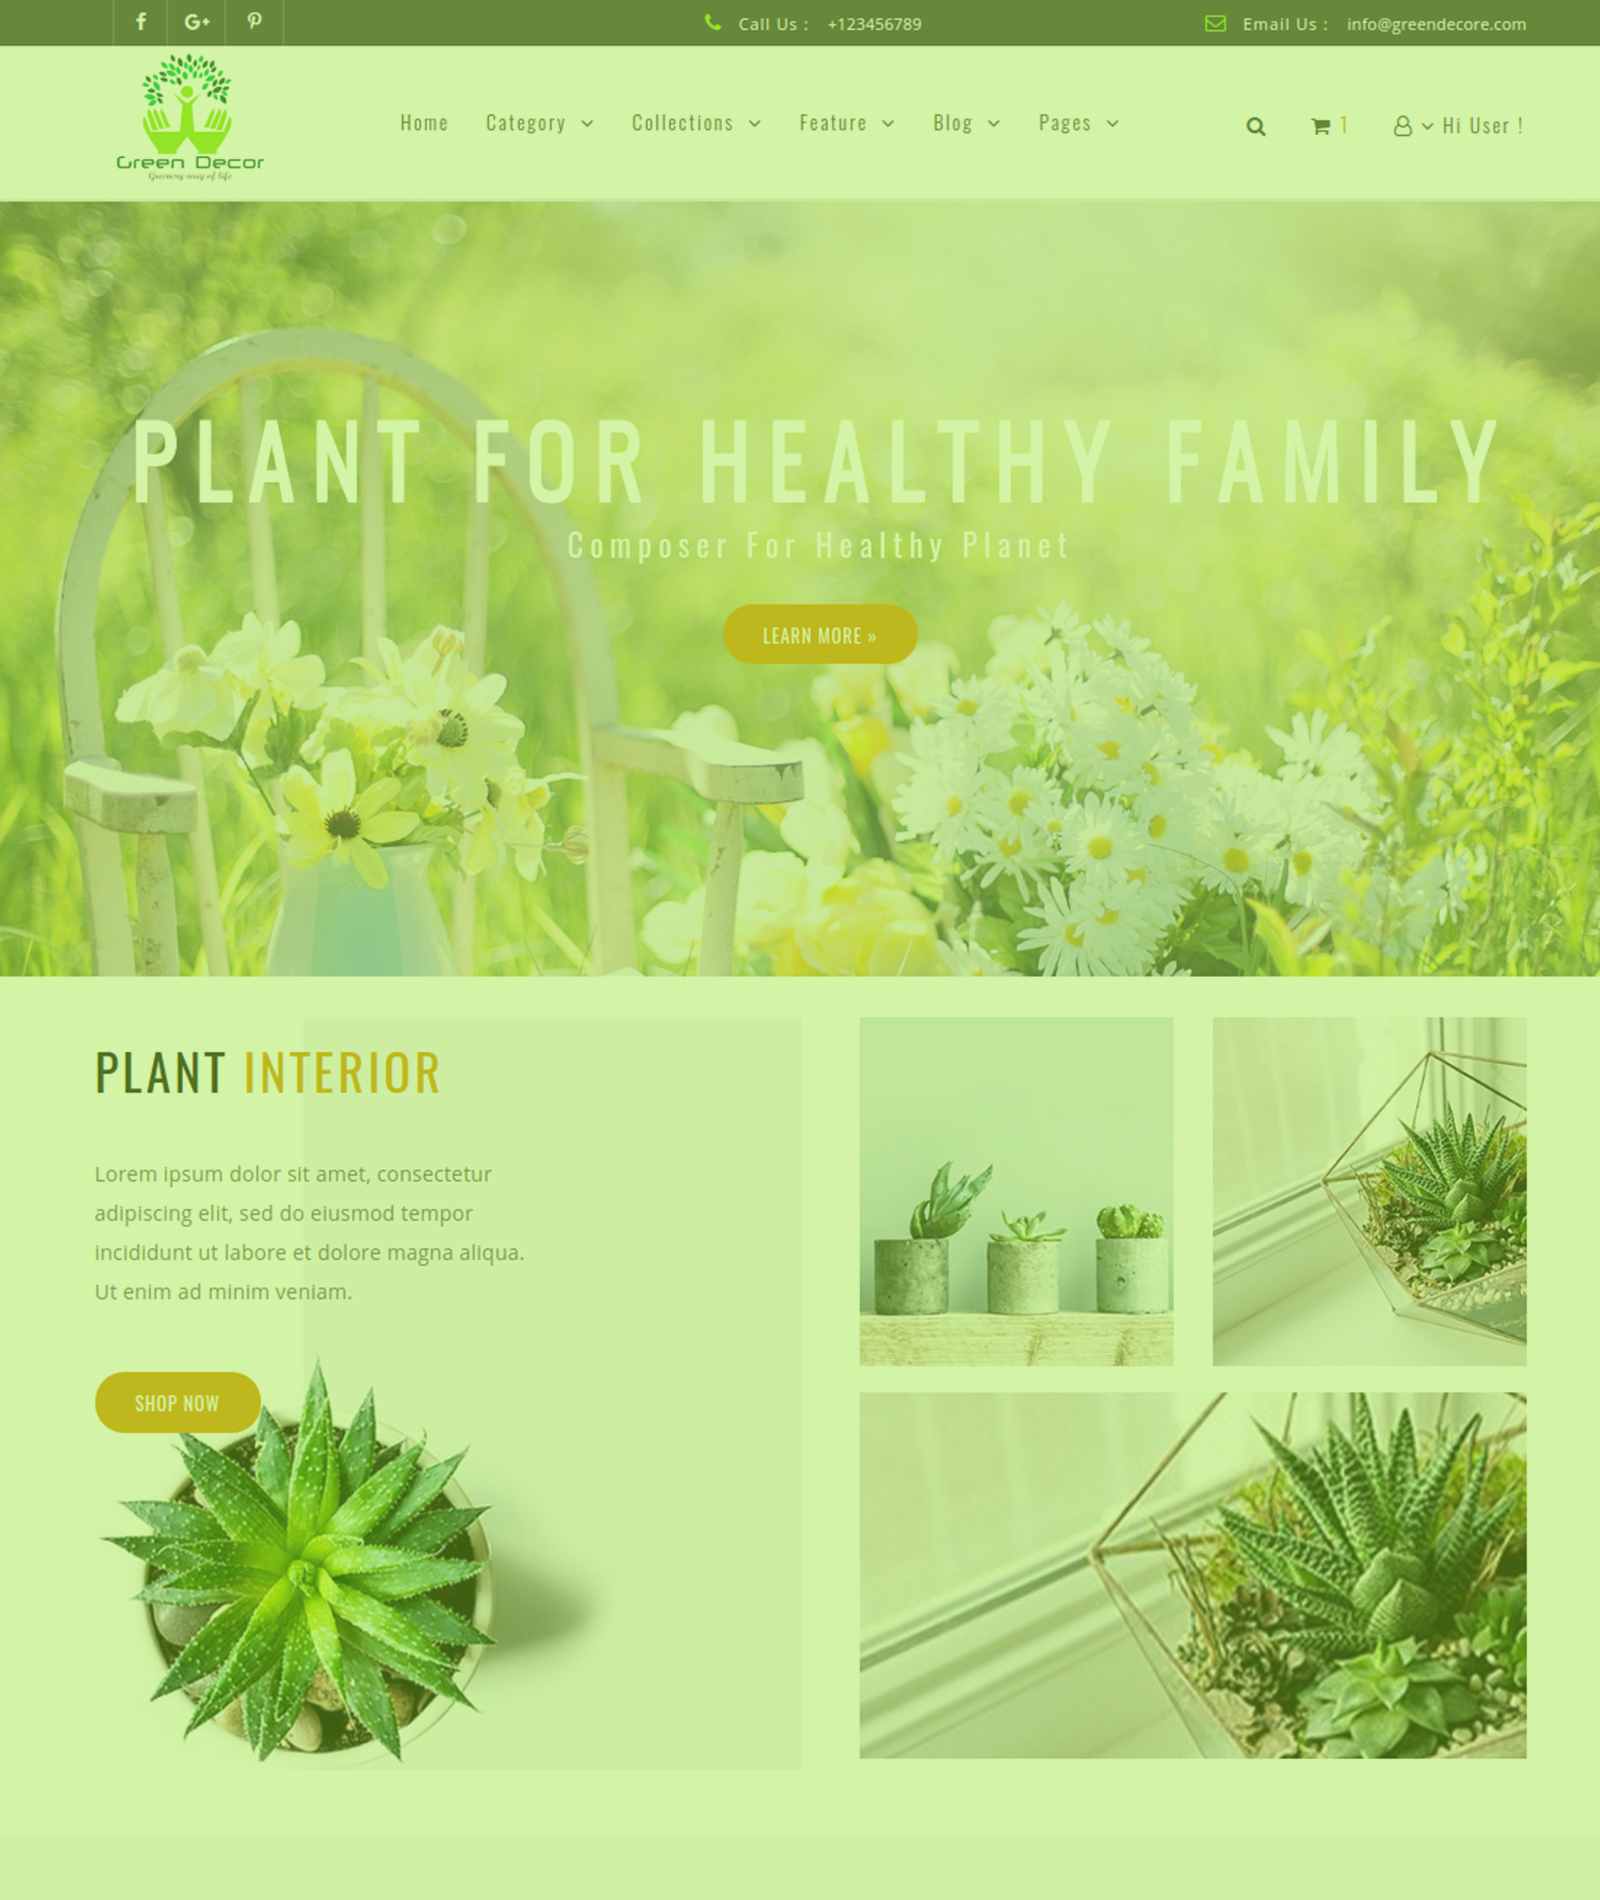 Call Us : +123456789
Email Us : info@greendecore.com
Green Decor
Greenery way of life
Home
Category
Collections
Feature
Blog
Pages
1
Hi User !
PLANT FOR HEALTHY FAMILY
Composer For Healthy Planet
LEARN MORE »
PLANT INTERIOR
Lorem ipsum dolor sit amet, consectetur
adipiscing elit, sed do eiusmod tempor
incididunt ut labore et dolore magna aliqua.
Ut enim ad minim veniam.
SHOP NOW